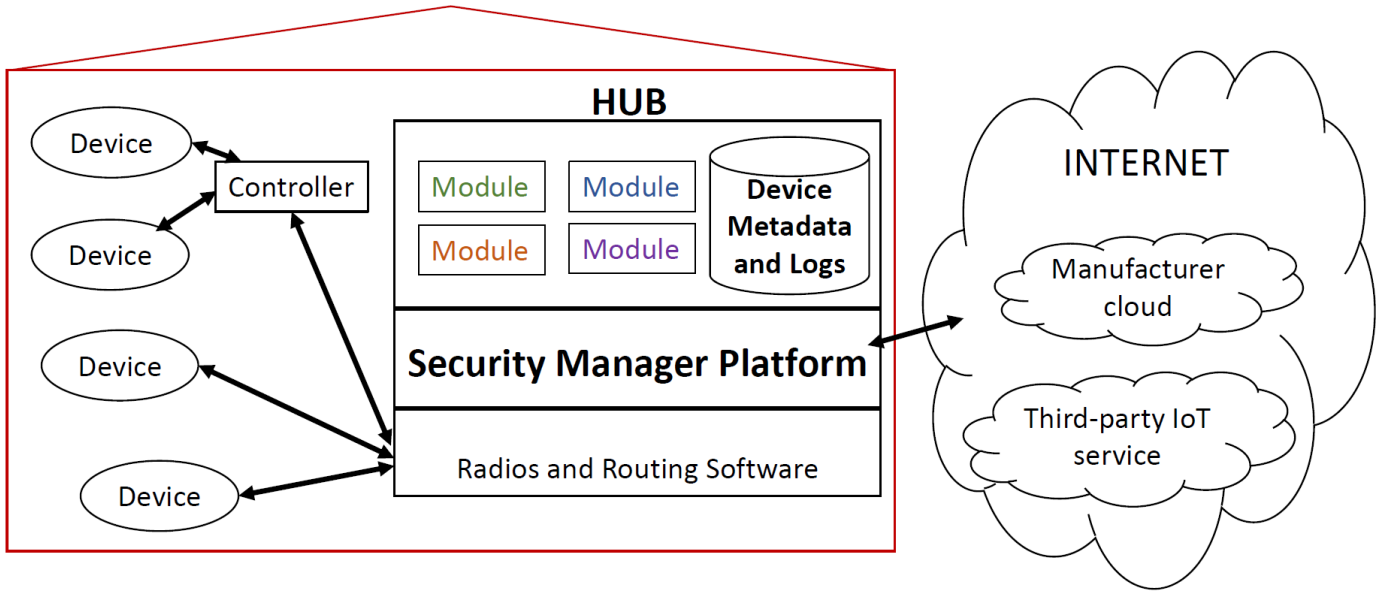 HUB
INTERNET
Device
Controller
Device
Device
Device
Module
Module
Module
Module
Device
Metadata
and Logs
Security Manager Platform
Radios and Routing Software
Manufacturer
cloud
Third-party IoT
service